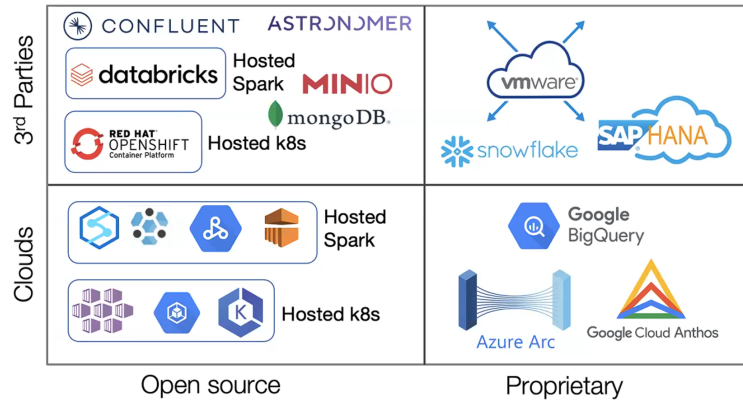 3rd Parties
CONFLUENT
ASTRONOMER
databricks
Hosted
Spark
MINIO
mongoDB®
RED HAT®
OPENSHIFT
Container Platform
Hosted k8s
vmware®
snowflake
SAP HANA
Clouds
Hosted
Spark
K
Hosted k8s
Google
BigQuery
Azure Arc
Google Cloud Anthos
Open source
Proprietary